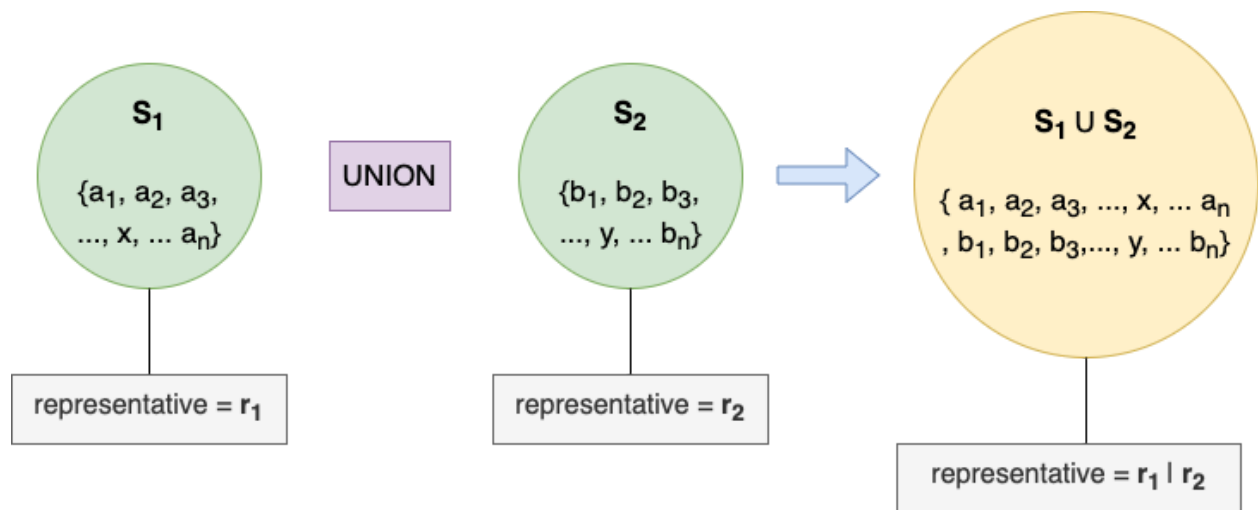 S₁
{a₁, a₂, a₃,
..., x, ... aₙ}
representative = r₁
UNION
S₂
{b₁, b₂, b₃,
..., y, ... bₙ}
representative = r₂
S₁ U S₂
{ a₁, a₂, a₃, ..., x, ... aₙ
, b₁, b₂, b₃,..., y, ... bₙ}
representative = r₁ | r₂